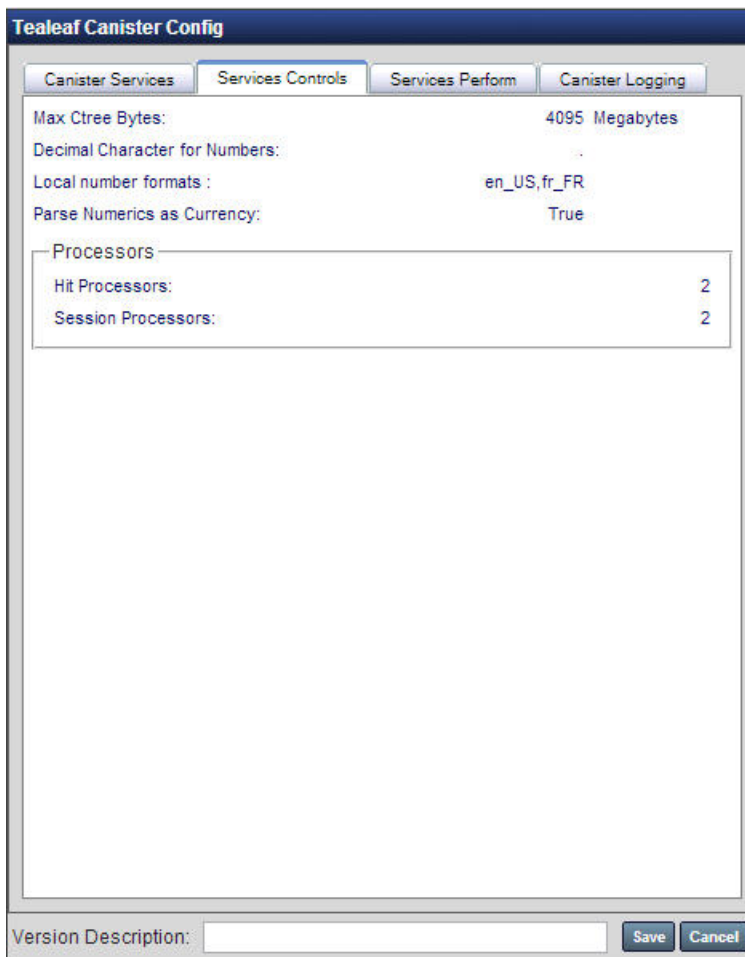 Tealeaf Canister Config
Canister Services Services Controls Services Perform Canister Logging
Max Ctree Bytes: 4095 Megabytes
Decimal Character for Numbers: .
Local number formats : en_US,fr_FR
Parse Numerics as Currency: True
Processors
Hit Processors: 2
Session Processors: 2
Version Description: Save Cancel